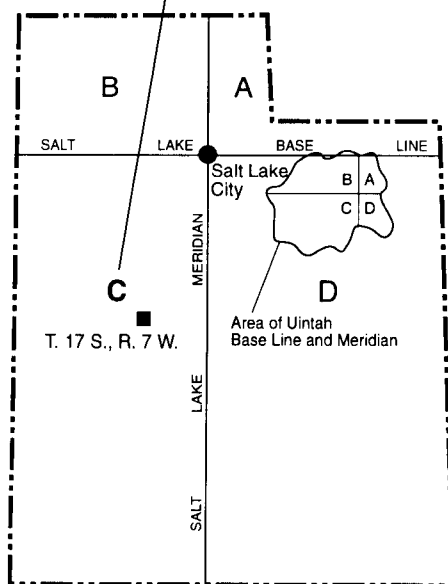 B
A
SALT LAKE BASE LINE
Salt Lake
City
B A
C D
MERIDIAN
C
D
T. 17 S., R. 7 W.
Area of Uintah
Base Line and Meridian
LAKE
SALT